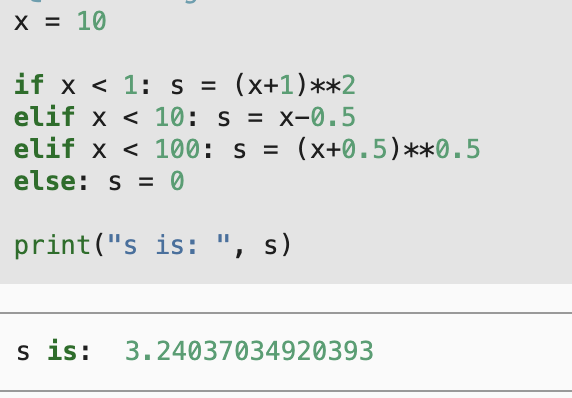 x = 10
if x < 1: s = (x+1)**2
elif x < 10: s = x-0.5
elif x < 100: s = (x+0.5)**0.5
else: s = 0
print("s is: ", s)
s is:  3.24037034920393